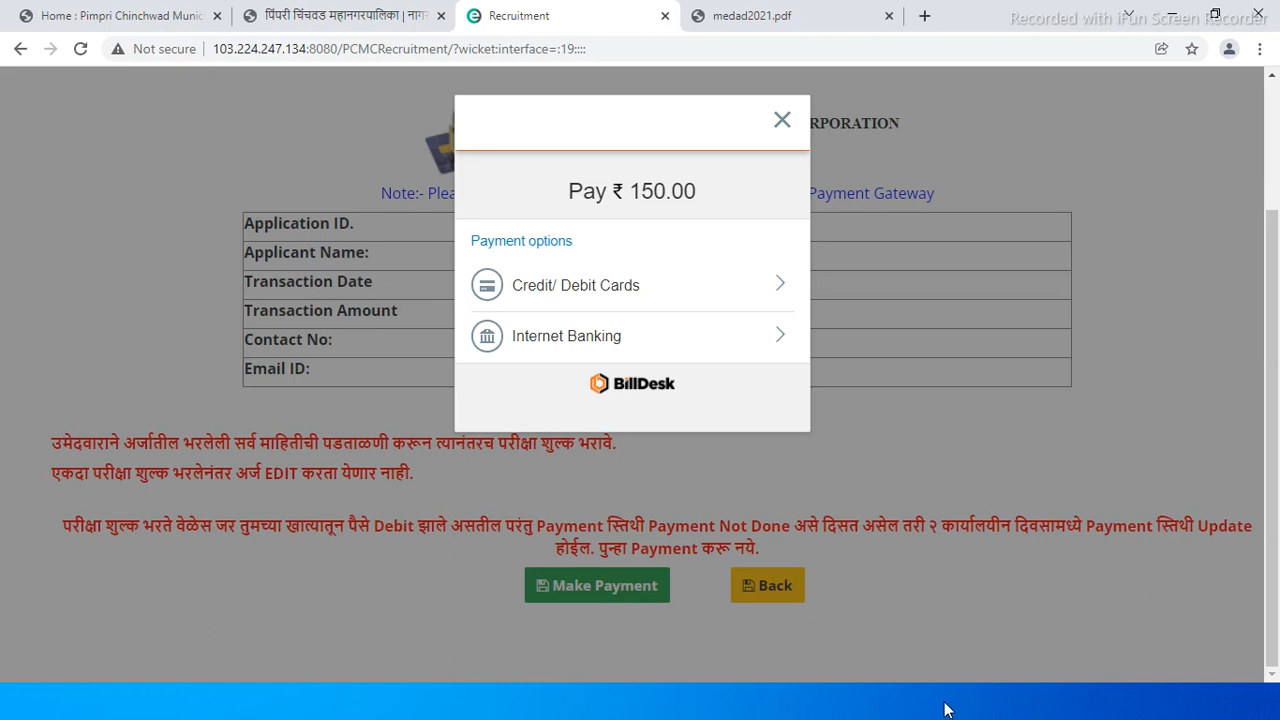 Home : Pimpri Chinchwad Munic
पिंपरी चिंचवड महानगरपालिका | नागर
Recruitment
medad2021.pdf
Recorded with iFun Screen Recorder
Not secure
103.224.247.134:8080/PCMCRecruitment/?wicket:interface=:19::::
RPORATION
Pay ₹ 150.00
Note:- Plea
Payment Gateway
Application ID.
Payment options
Applicant Name:
Transaction Date
Credit/ Debit Cards
Transaction Amount
Internet Banking
Contact No:
Email ID:
BillDesk
उमेदवाराने अर्जातील भरलेली सर्व माहितीची पडताळणी करून त्यानंतरच परीक्षा शुल्क भरावे.
एकदा परीक्षा शुल्क भरलेनंतर अर्ज EDIT करता येणार नाही.
परीक्षा शुल्क भरते वेळेस जर तुमच्या खात्यातून पैसे Debit झाले असतील परंतु Payment स्तिथी Payment Not Done असे दिसत असेल तरी २ कार्यालयीन दिवसामध्ये Payment स्तिथी Update
होईल. पुन्हा Payment करू नये.
Make Payment
Back